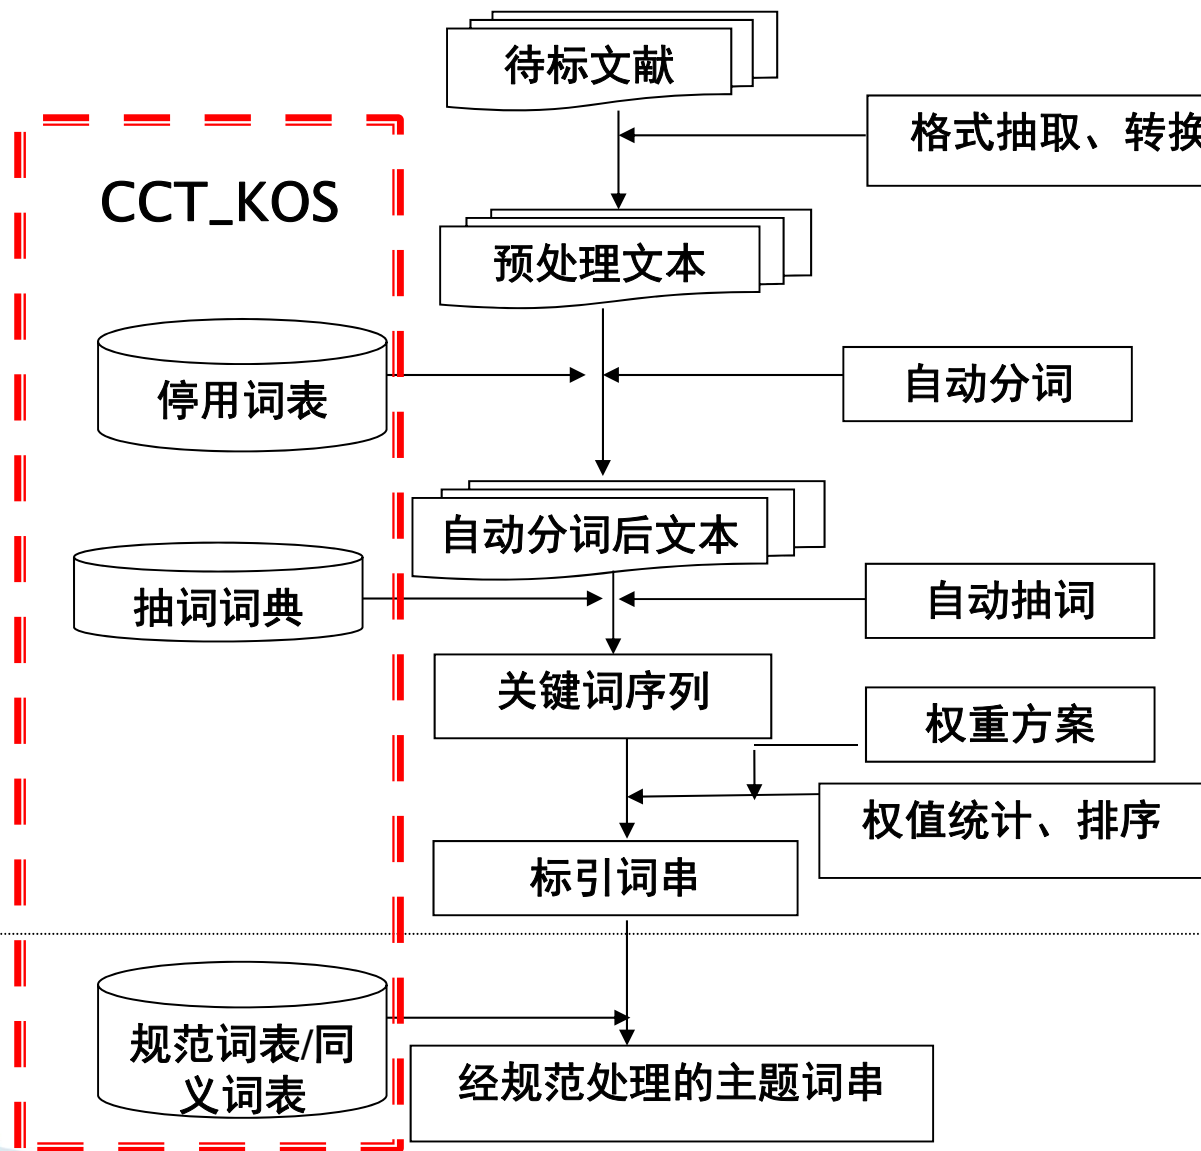 待标文献
格式抽取、转换
CCT_KOS
预处理文本
停用词表
自动分词
自动分词后文本
抽词词典
自动抽词
关键词序列
权重方案
权值统计、排序
标引词串
规范词表/同
义词表
经规范处理的主题词串